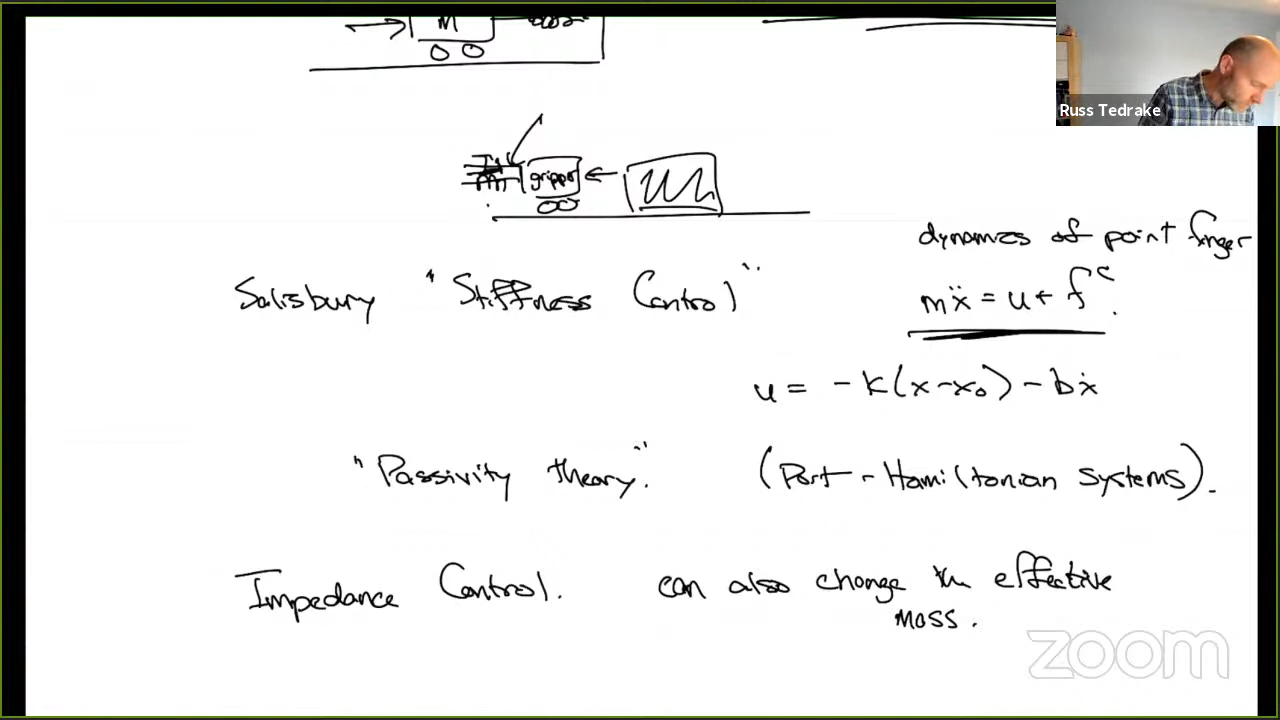 M
Russ Tedrake
gripper
dynamics of point finger
Salisbury "Stiffness Control"
mẍ = u + f^c.
u = -k(x-x₀) - bẋ
"Passivity theory". (Port-Hamiltonian systems).
Impedance Control. can also change the effective
mass.
zoom